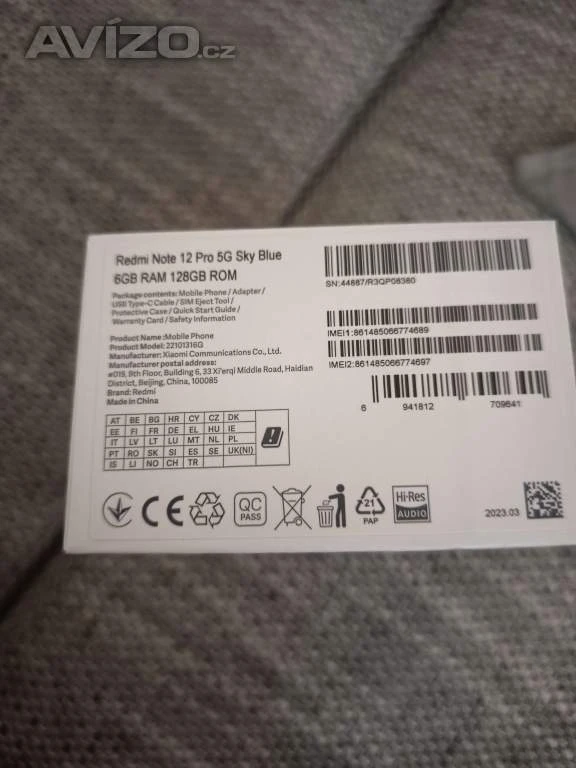 AVÍZO.cz
Redmi Note 12 Pro 5G Sky Blue
6GB RAM 128GB ROM
Package contents: Mobile Phone / Adapter /
USB Type-C Cable / SIM Eject Tool /
Protective Case / Quick Start Guide /
Warranty Card / Safety Information
Product Name: Mobile Phone
Product Model: 22101316G
Manufacturer: Xiaomi Communications Co., Ltd.
Manufacturer postal address:
#019, 9th Floor, Building 6, 33 Xi'erqi Middle Road, Haidian
District, Beijing, China, 100085
Brand: Redmi
Made in China
AT BE BG HR CY CZ DK
EE FI FR DE EL HU IE
IT LV LT LU MT NL PL
PT RO SK SI ES SE UK(NI)
IS LI NO CH TR
SN:44887/R3QP08380
IMEI1:861485066774689
IMEI2:861485066774697
6 941812 709841
CE
QC
PASS
21
PAP
Hi-Res
AUDIO
2023.03